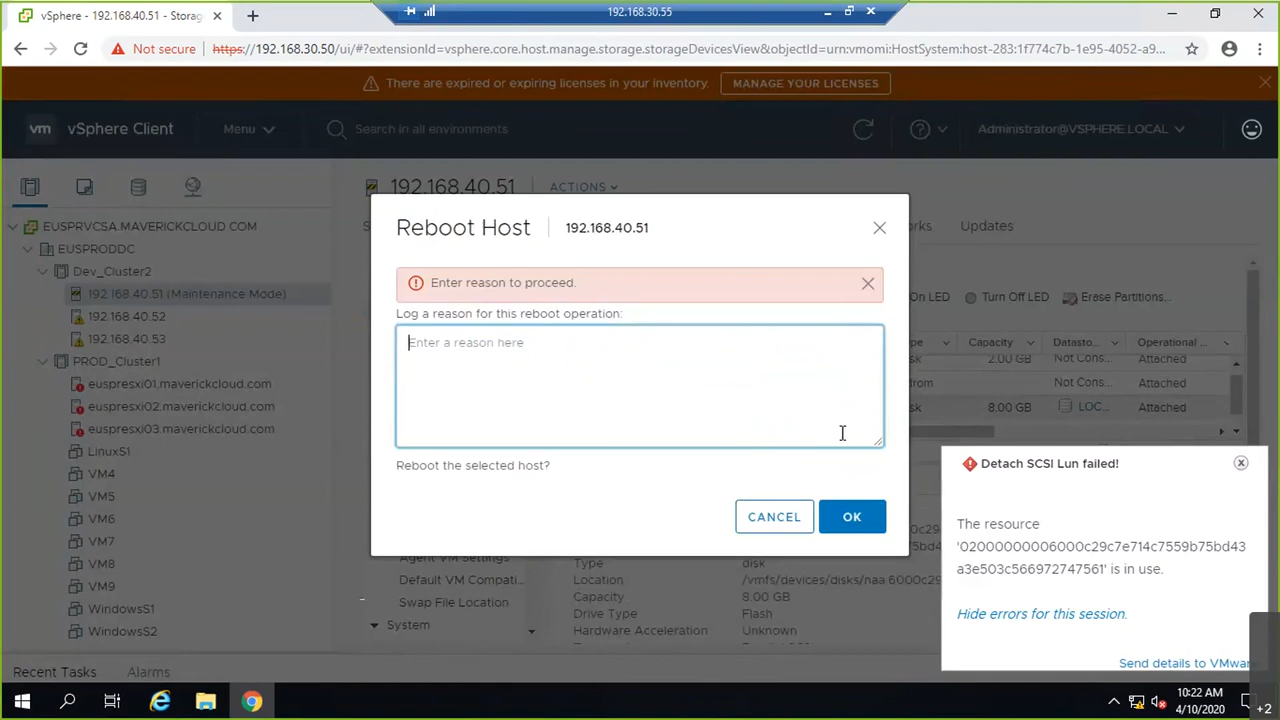 vSphere - 192.168.40.51 - Storag
192.168.30.55
Not secure
https://192.168.30.50/ui/#?extensionId=vsphere.core.host.manage.storage.storageDevicesView&objectId=urn:vmomi:HostSystem:host-283:1f774c7b-1e95-4052-a9...
There are expired or expiring licenses in your inventory.
MANAGE YOUR LICENSES
vm vSphere Client
Menu
Search in all environments
Administrator@VSPHERE.LOCAL
192.168.40.51
ACTIONS
Updates
EUSPRVCSA.MAVERICKCLOUD.COM
EUSPRODDC
Dev_Cluster2
192.168.40.51 (Maintenance Mode)
192.168.40.52
192.168.40.53
PROD_Cluster1
euspresxi01.maverickcloud.com
euspresxi02.maverickcloud.com
euspresxi03.maverickcloud.com
LinuxS1
VM4
VM5
VM6
VM7
VM8
VM9
WindowsS1
WindowsS2
Reboot Host
192.168.40.51
Enter reason to proceed.
Log a reason for this reboot operation:
Enter a reason here
Reboot the selected host?
CANCEL
OK
On LED
Turn Off LED
Erase Partitions...
Capacity
Datasto...
Operational
2.00 GB
Not Cons...
Attached
drom
Not Cons...
Attached
8.00 GB
LOC...
Attached
Agent VM Settings
Default VM Compati...
Swap File Location
System
Type
disk
Location
/vmfs/devices/disks/naa.6000c29
Capacity
8.00 GB
Drive Type
Flash
Hardware Acceleration
Unknown
Detach SCSI Lun failed!
The resource
'02000000006000c29c7e714c7559b75bd43
a3e503c566972747561' is in use.
Hide errors for this session.
Send details to VMwar
Recent Tasks
Alarms
10:22 AM
4/10/2020
+2